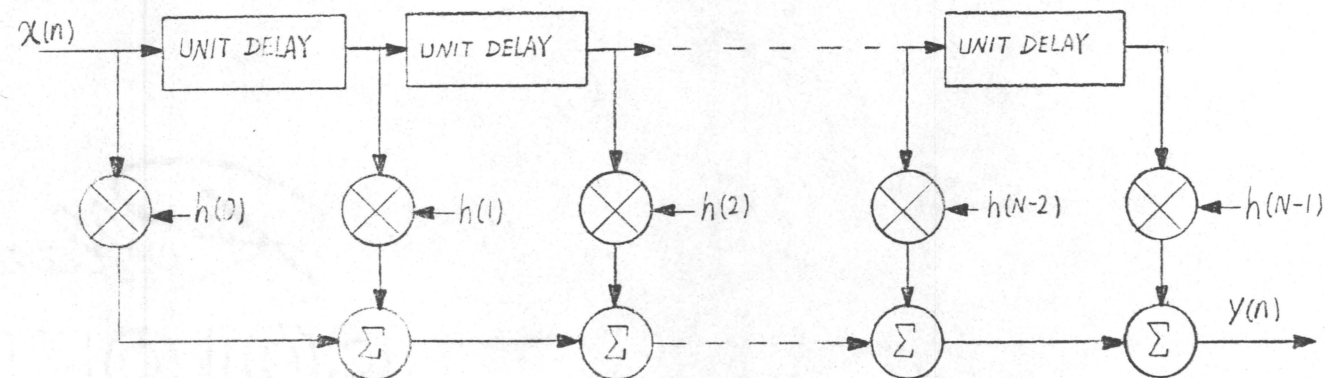 x(n)
UNIT DELAY
UNIT DELAY
UNIT DELAY
h(0)
h(1)
h(2)
h(N-2)
h(N-1)
Σ
Σ
Σ
Σ
y(n)